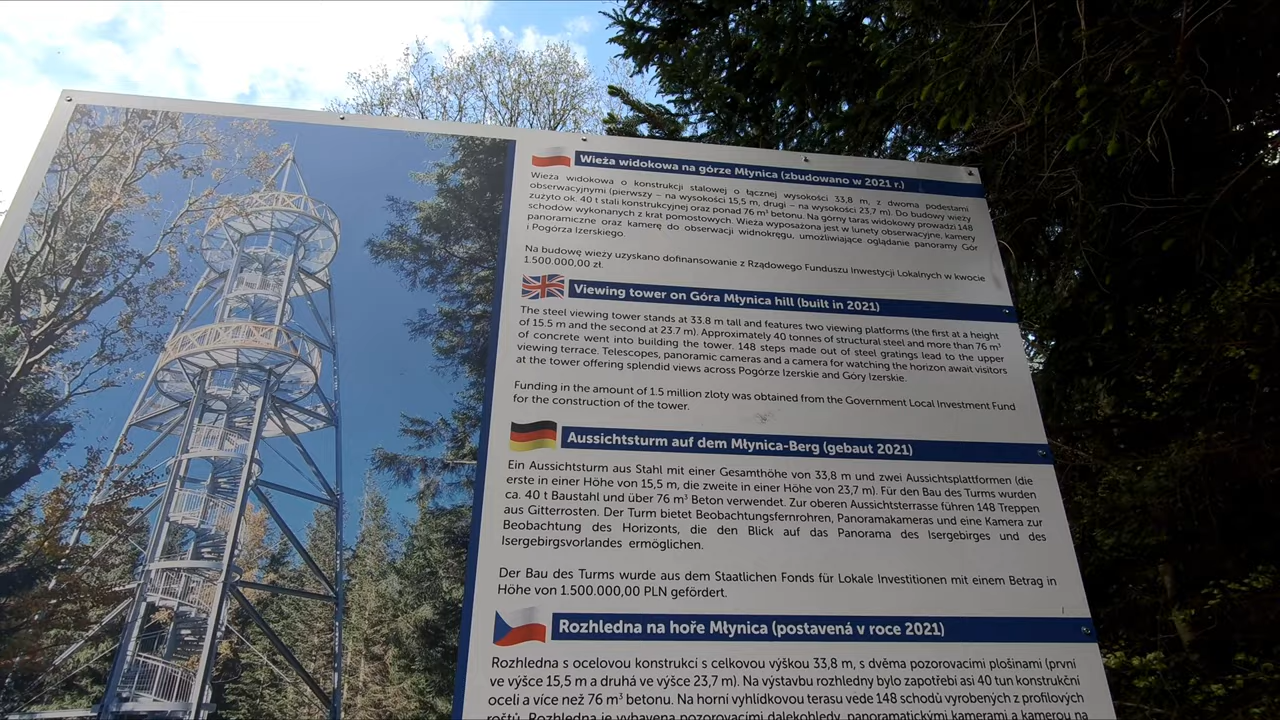 Wieża widokowa na górze Młynica (zbudowano w 2021 r.)
Wieża widokowa o konstrukcji stalowej o łącznej wysokości 33,8 m, z dwoma podestami
obserwacyjnymi (pierwszy – na wysokości 15,5 m, drugi – na wysokości 23,7 m). Do budowy wieży
zużyto ok. 40 t stali konstrukcyjnej oraz ponad 76 m³ betonu. Na górny taras widokowy prowadzi 148
schodów wykonanych z krat pomostowych. Wieża wyposażona jest w lunety obserwacyjne, kamery
panoramiczne oraz kamerę do obserwacji widnokręgu, umożliwiające oglądanie panoramy Gór
i Pogórza Izerskiego.
Na budowę wieży uzyskano dofinansowanie z Rządowego Funduszu Inwestycji Lokalnych w kwocie
1.500.000,00 zł.
Viewing tower on Góra Młynica hill (built in 2021)
The steel viewing tower stands at 33.8 m tall and features two viewing platforms (the first at a height
of 15.5 m and the second at 23.7 m). Approximately 40 tonnes of structural steel and more than 76 m³
of concrete went into building the tower. 148 steps made out of steel gratings lead to the upper
viewing terrace. Telescopes, panoramic cameras and a camera for watching the horizon await visitors
at the tower offering splendid views across Pogórze Izerskie and Góry Izerskie.
Funding in the amount of 1.5 million zloty was obtained from the Government Local Investment Fund
for the construction of the tower.
Aussichtsturm auf dem Młynica-Berg (gebaut 2021)
Ein Aussichtsturm aus Stahl mit einer Gesamthöhe von 33,8 m und zwei Aussichtsplattformen (die
erste in einer Höhe von 15,5 m, die zweite in einer Höhe von 23,7 m). Für den Bau des Turms wurden
ca. 40 t Baustahl und über 76 m³ Beton verwendet. Zur oberen Aussichtsterrasse führen 148 Treppen
aus Gitterrosten. Der Turm bietet Beobachtungsfernrohren, Panoramakameras und eine Kamera zur
Beobachtung des Horizonts, die den Blick auf das Panorama des Isergebirges und des
Isergebirgsvorlandes ermöglichen.
Der Bau des Turms wurde aus dem Staatlichen Fonds für Lokale Investitionen mit einem Betrag in
Höhe von 1.500.000,00 PLN gefördert.
Rozhledna na hoře Młynica (postavená v roce 2021)
Rozhledna s ocelovou konstrukcí s celkovou výškou 33,8 m, s dvěma pozorovacími plošinami (první
ve výšce 15,5 m a druhá ve výšce 23,7 m). Na výstavbu rozhledny bylo zapotřebí asi 40 tun konstrukční
oceli a více než 76 m³ betonu. Na horní vyhlídkovou terasu vede 148 schodů vyrobených z profilových
roštů. Rozhledna je vybavena pozorovacími dalekohledy, panoramatickými kamerami a kamerou na